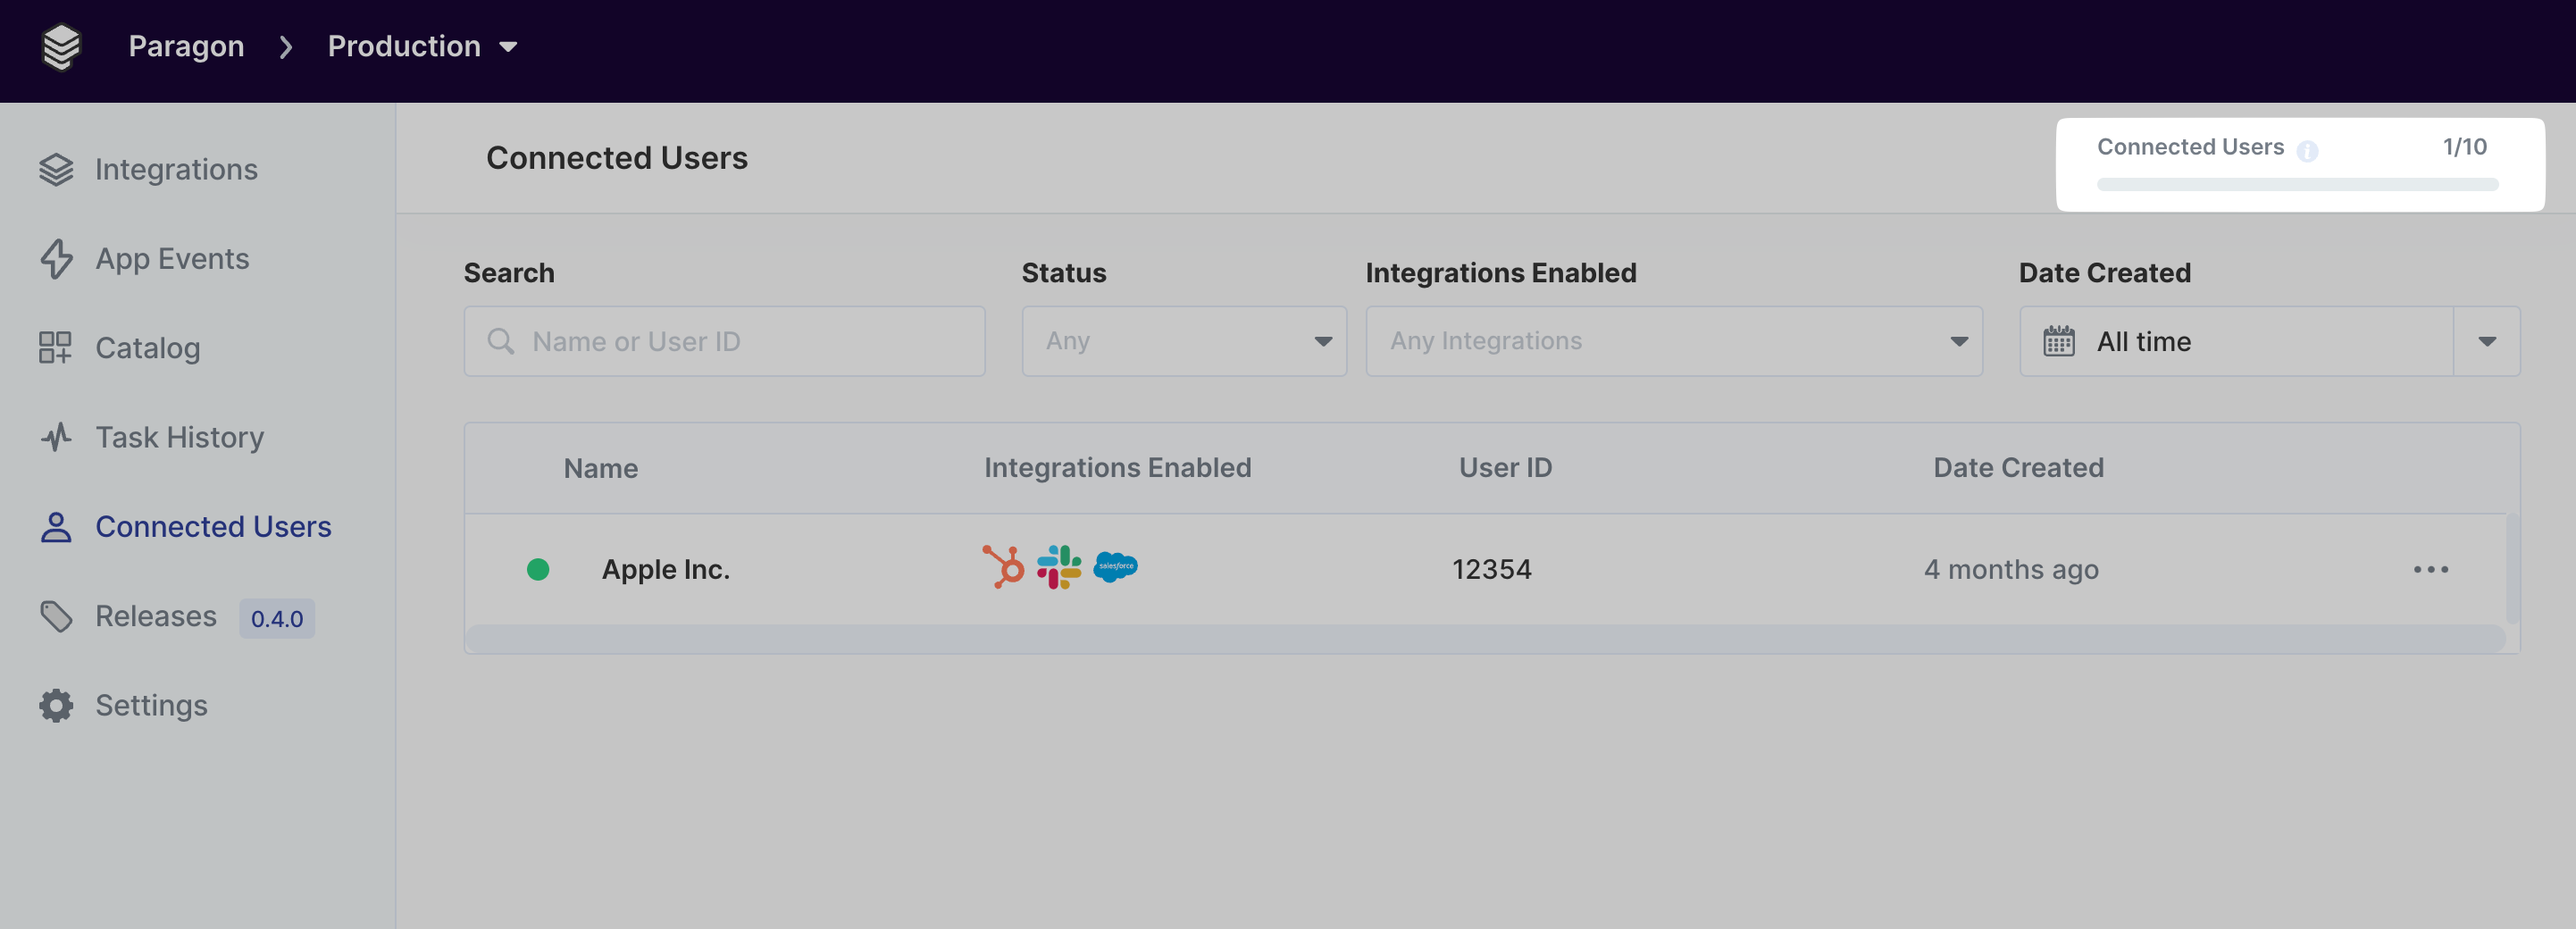 Paragon
Production
Integrations
App Events
Catalog
Task History
Connected Users
Releases 0.4.0
Settings
Connected Users
Connected Users 1/10
Search
Name or User ID
Status
Any
Integrations Enabled
Any Integrations
Date Created
All time
Name Integrations Enabled User ID Date Created
Apple Inc. salesforce 12354 4 months ago